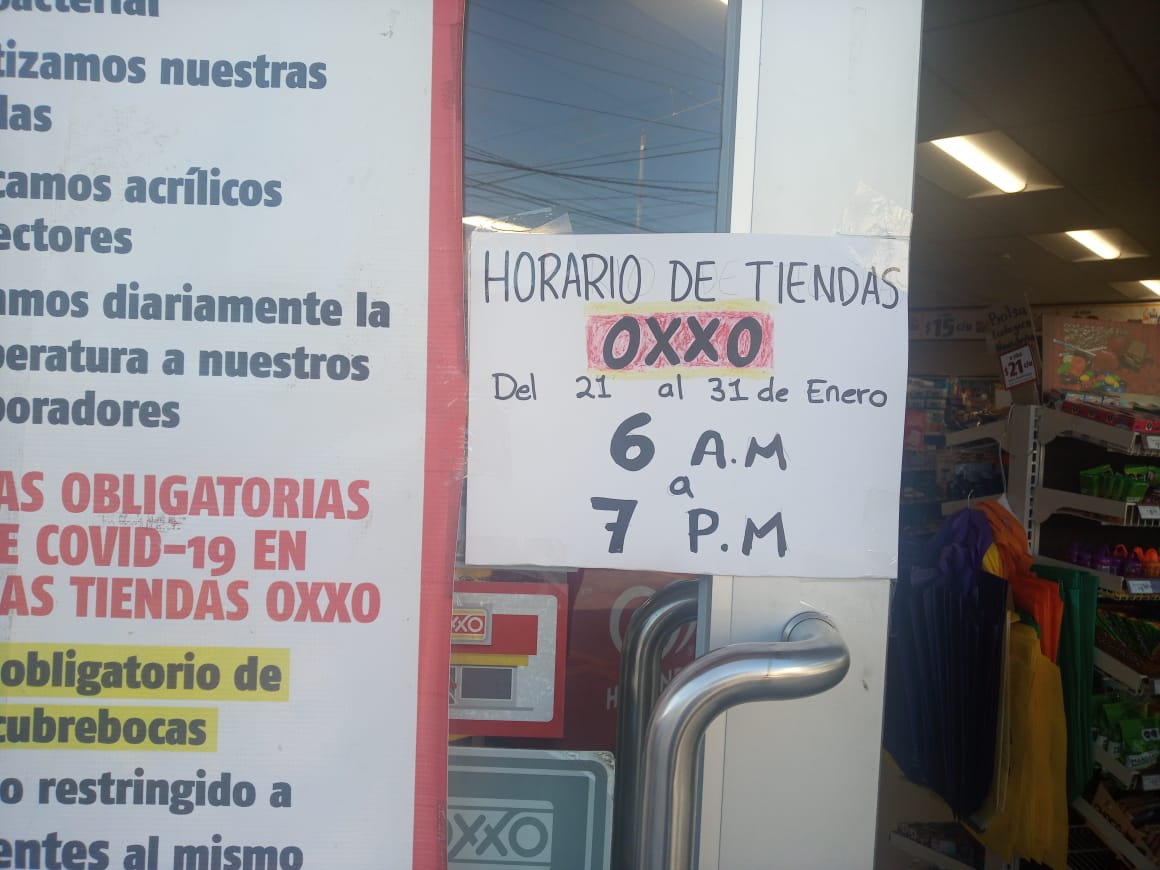 tizamos nuestras
camos acrílicos
ectores
amos diariamente la
peratura a nuestros
boradores
AS OBLIGATORIAS
E COVID-19 EN
AS TIENDAS OXXO
obligatorio de
cubrebocas
o restringido a
entes al mismo
HORARIO DE TIENDAS
OXXO
Del 21 al 31 de Enero
6 A.M
a
7 P.M
OXXO
$15 c/u
Bolsa
$21